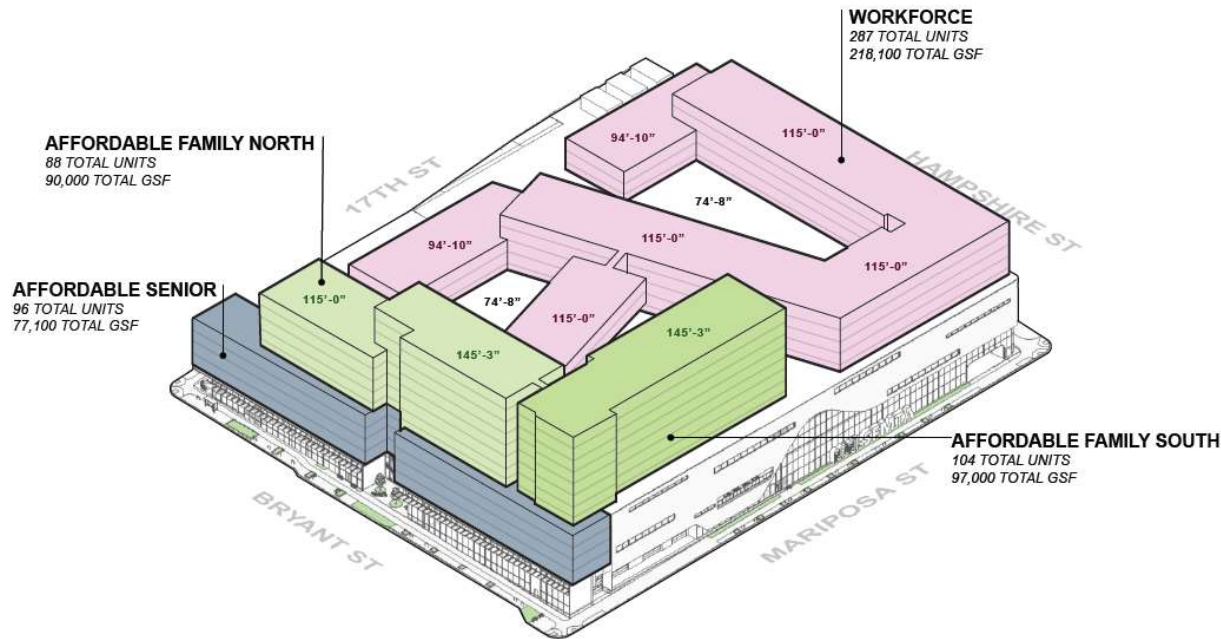 WORKFORCE
287 TOTAL UNITS
218,100 TOTAL GSF
AFFORDABLE FAMILY NORTH
88 TOTAL UNITS
90,000 TOTAL GSF
17TH ST
HAMPSHIRE ST
94'-10"
115'-0"
74'-8"
94'-10"
115'-0"
115'-0"
AFFORDABLE SENIOR
96 TOTAL UNITS
77,100 TOTAL GSF
115'-0"
74'-8"
115'-0"
145'-3"
145'-3"
AFFORDABLE FAMILY SOUTH
104 TOTAL UNITS
97,000 TOTAL GSF
BRYANT ST
MARIPOSA ST